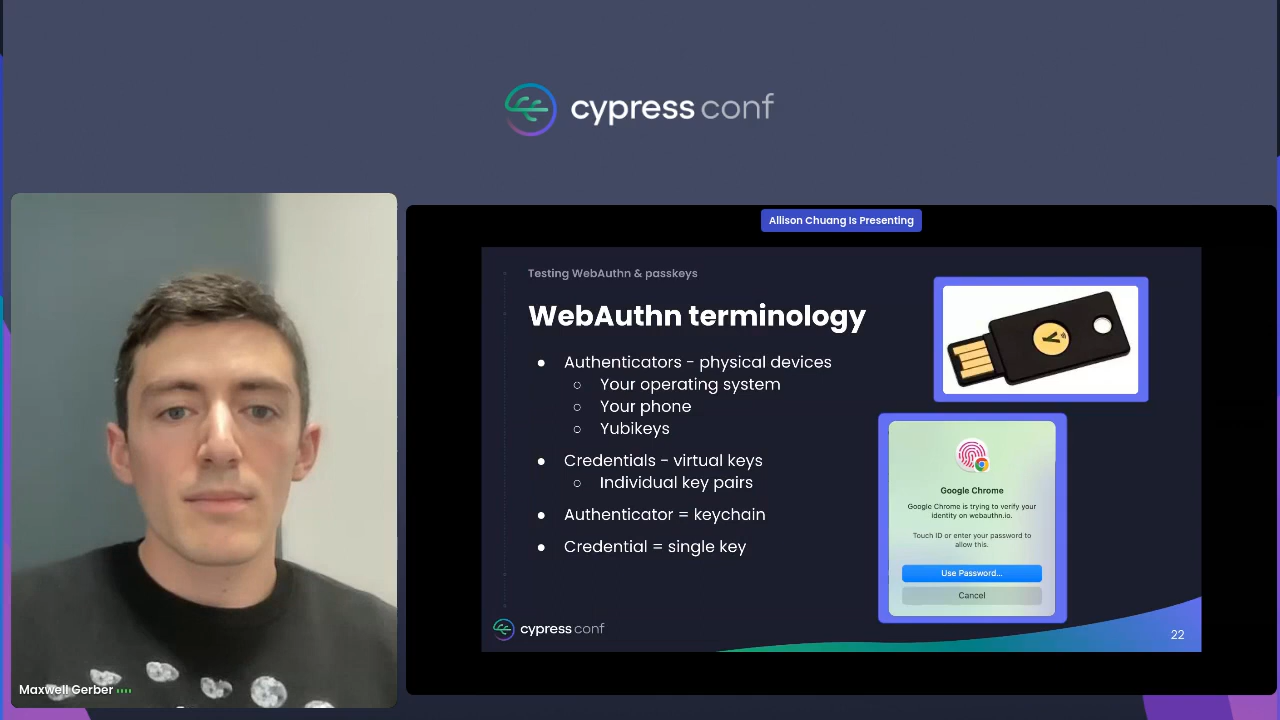 cypress conf
Allison Chuang Is Presenting
Testing WebAuthn & passkeys
WebAuthn terminology
● Authenticators - physical devices
○ Your operating system
○ Your phone
○ Yubikeys
● Credentials - virtual keys
○ Individual key pairs
● Authenticator = keychain
● Credential = single key
Google Chrome
Google Chrome is trying to verify your
identity on webauthn.io.
Touch ID or enter your password to
allow this.
Use Password...
Cancel
cypress conf
22
Maxwell Gerber